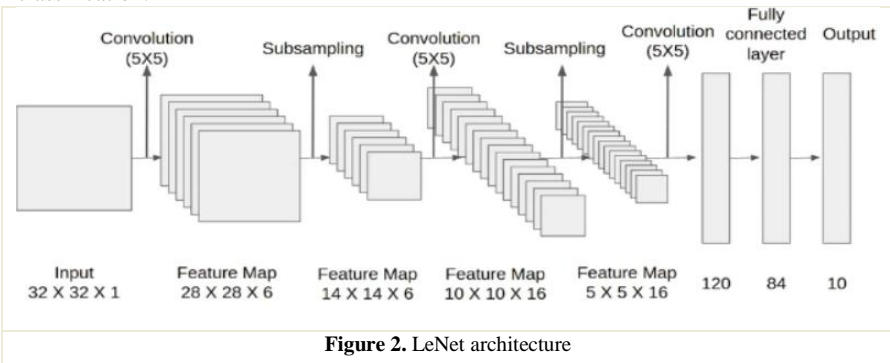 Convolution
(5X5)
Subsampling
Convolution
(5X5)
Subsampling
Convolution
(5X5)
Fully
connected
layer
Output
Input
32 X 32 X 1
Feature Map
28 X 28 X 6
Feature Map
14 X 14 X 6
Feature Map
10 X 10 X 16
Feature Map
5 X 5 X 16
120
84
10
Figure 2. LeNet architecture